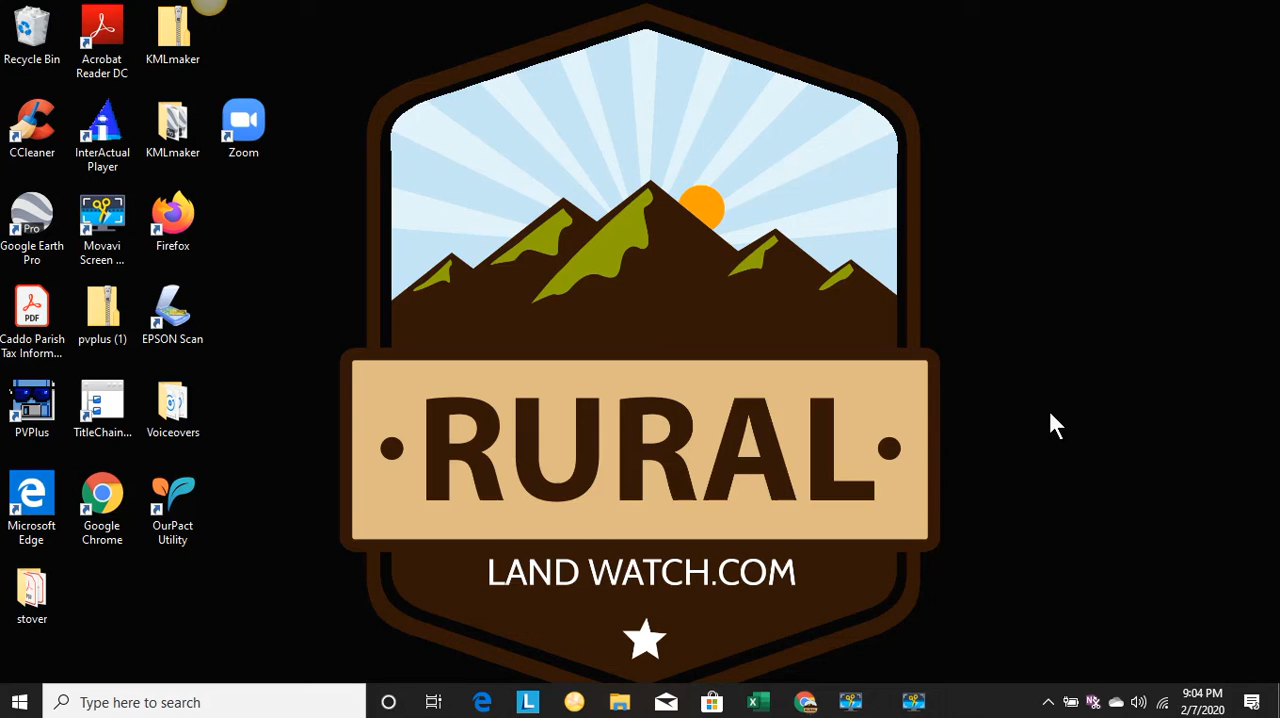 Recycle Bin
Acrobat
Reader DC
KMLmaker
CCleaner
InterActual
Player
KMLmaker
Zoom
Pro
Google Earth
Pro
Movavi
Screen ...
Firefox
PDF
Caddo Parish
Tax Inform...
pvplus (1)
EPSON Scan
PVPlus
TitleChain...
Voiceovers
Microsoft
Edge
Google
Chrome
OurPact
Utility
stover
• RURAL •
LAND WATCH.COM
Type here to search
L
9:04 PM
2/7/2020